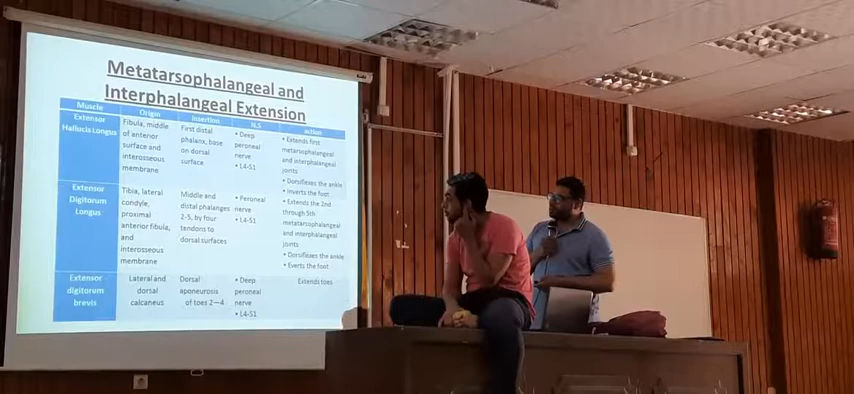 Metatarsophalangeal and
Interphalangeal Extension
Muscle Origin Insertion N.S action
Extensor
Hallucis Longus
Fibula, middle
of anterior
surface and
interosseous
membrane
First distal
phalanx, base
on dorsal
surface
• Deep
peroneal
nerve
• L4-S1
• Extends first
metarsophalangeal
and interphalangeal
joints
• Dorsiflexes the ankle
• Inverts the foot
Extensor
Digitorum
Longus
Tibia, lateral
condyle,
proximal
anterior fibula,
and
interosseous
membrane
Middle and
distal phalanges
2-5, by four
tendons to
dorsal surfaces
• Peroneal
nerve
• L4-S1
• Extends the 2nd
through 5th
metatarsophalangeal
and interphalangeal
joints
• Dorsiflexes the ankle
• Everts the foot
Extensor
digitorum
brevis
Lateral and
dorsal
calcaneus
Dorsal
aponeurosis
of toes 2—4
• Deep
peroneal
nerve
• L4-S1
Extends toes